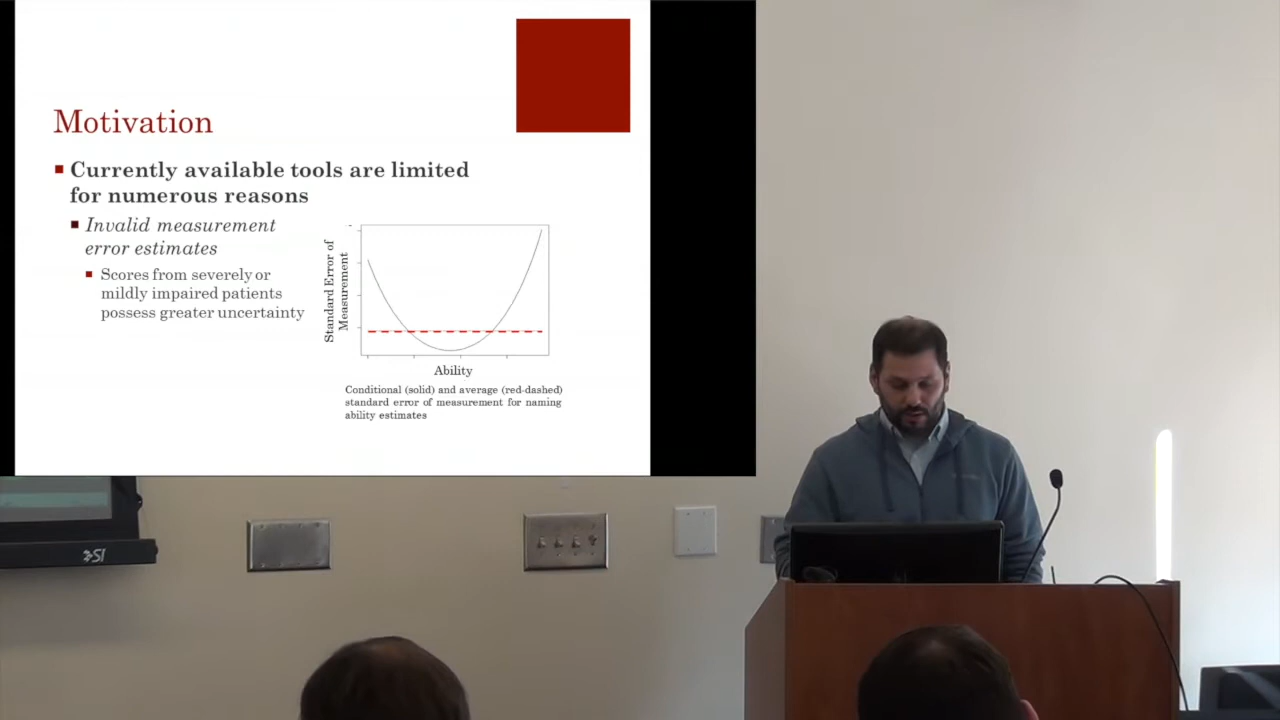 Motivation
Currently available tools are limited
for numerous reasons
Invalid measurement
error estimates
Scores from severely or
mildly impaired patients
possess greater uncertainty
Standard Error of
Measurement
Ability
Conditional (solid) and average (red-dashed)
standard error of measurement for naming
ability estimates
SI